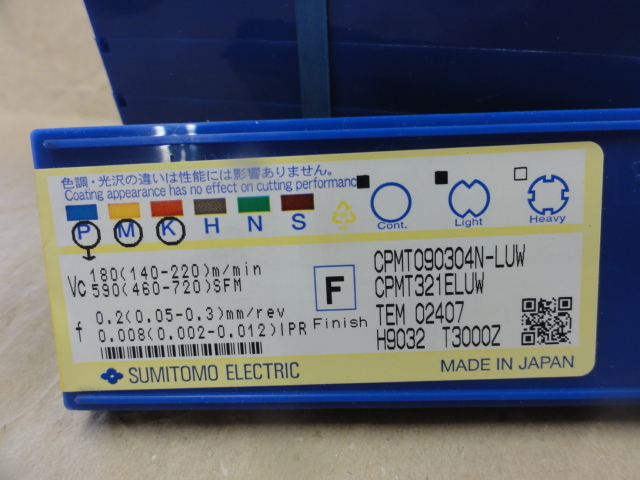 色調・光沢の違いは性能には影響ありません。
Coating appearance has no effect on cutting performance
P M K H N S
Cont. Light Heavy
Vc 180(140-220)m/min
590(460-720)SFM
f 0.2(0.05-0.3)mm/rev
0.008(0.002-0.012)IPR
F
Finish
CPMT090304N-LUW
CPMT321ELUW
TEM 02407
H9032 T3000Z
SUMITOMO ELECTRIC
MADE IN JAPAN